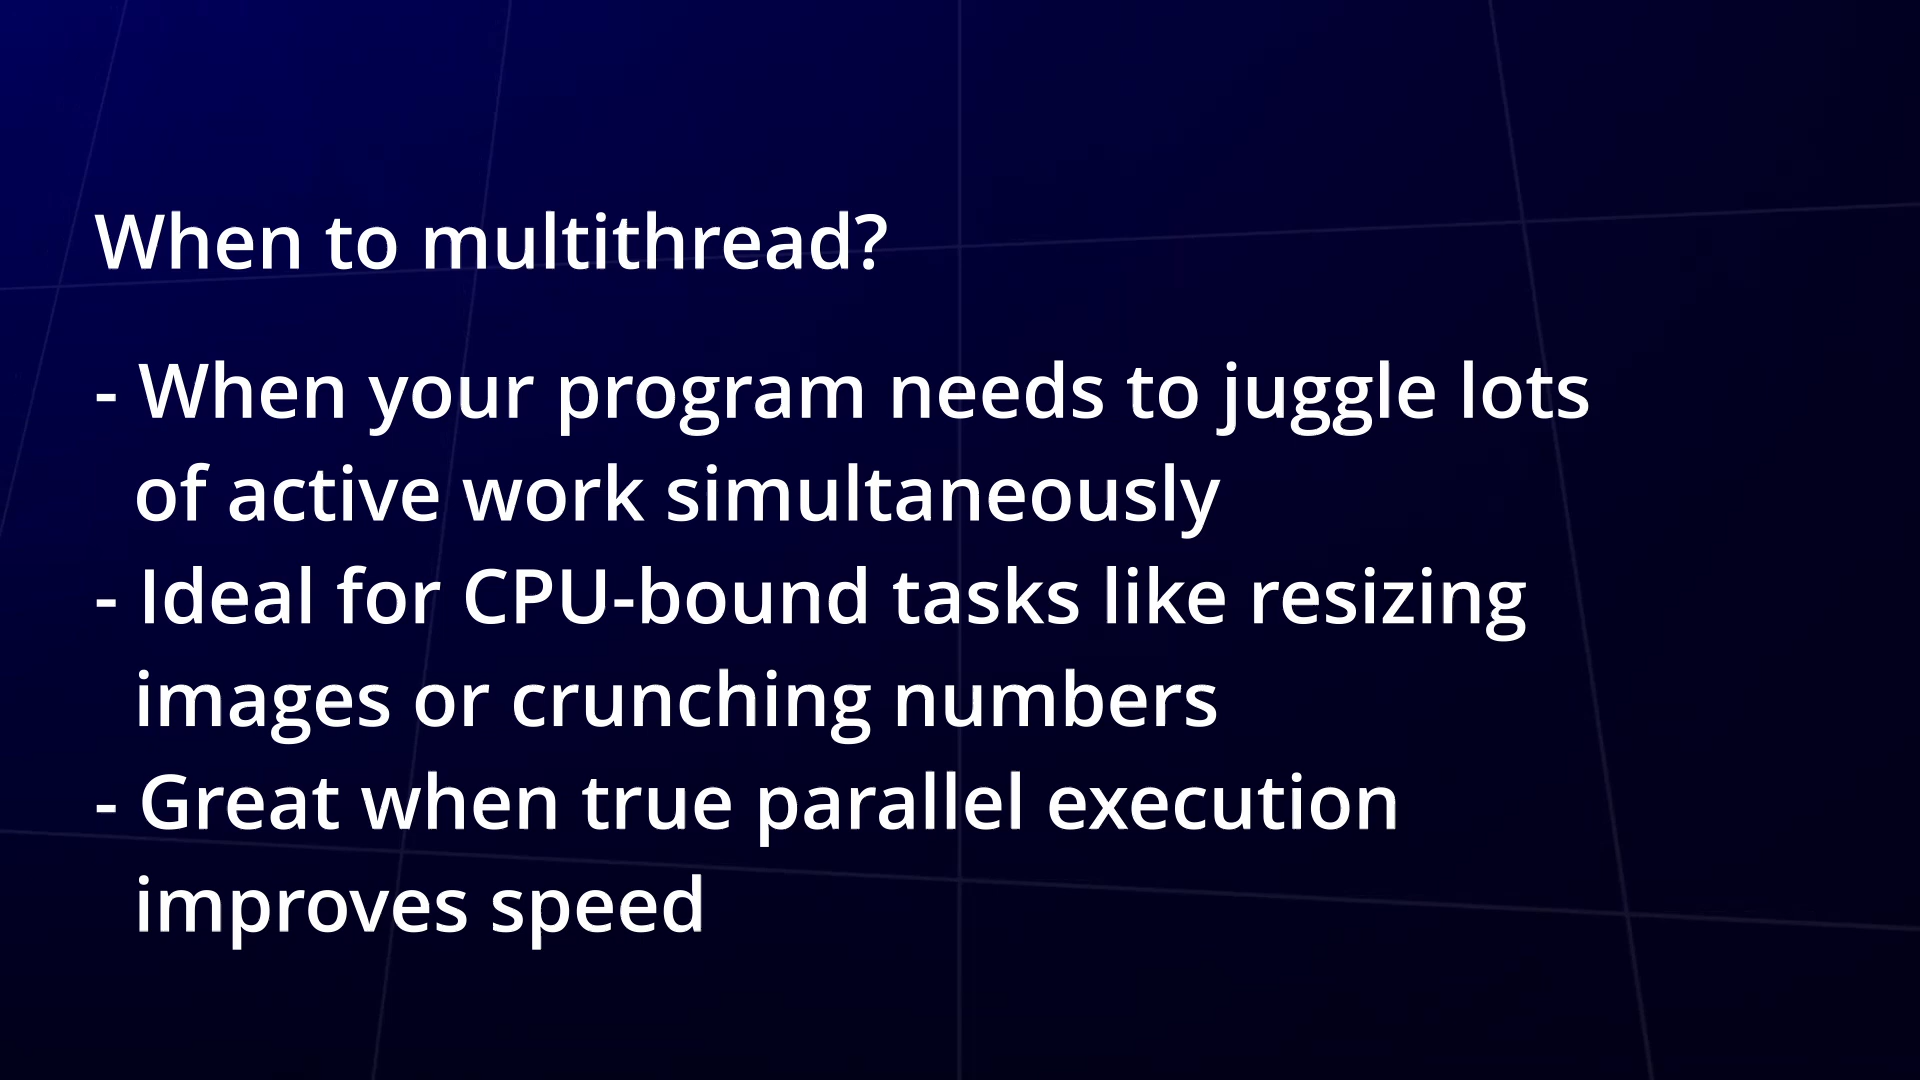 When to multithread?
- When your program needs to juggle lots
of active work simultaneously
- Ideal for CPU-bound tasks like resizing
images or crunching numbers
- Great when true parallel execution
improves speed